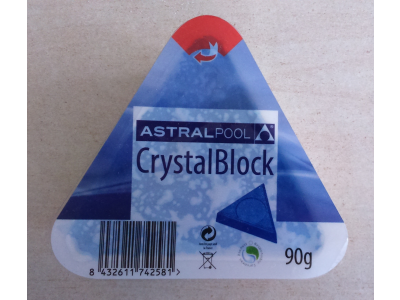 ASTRALPOOL
CrystalBlock
90g
8 432611 742581 >